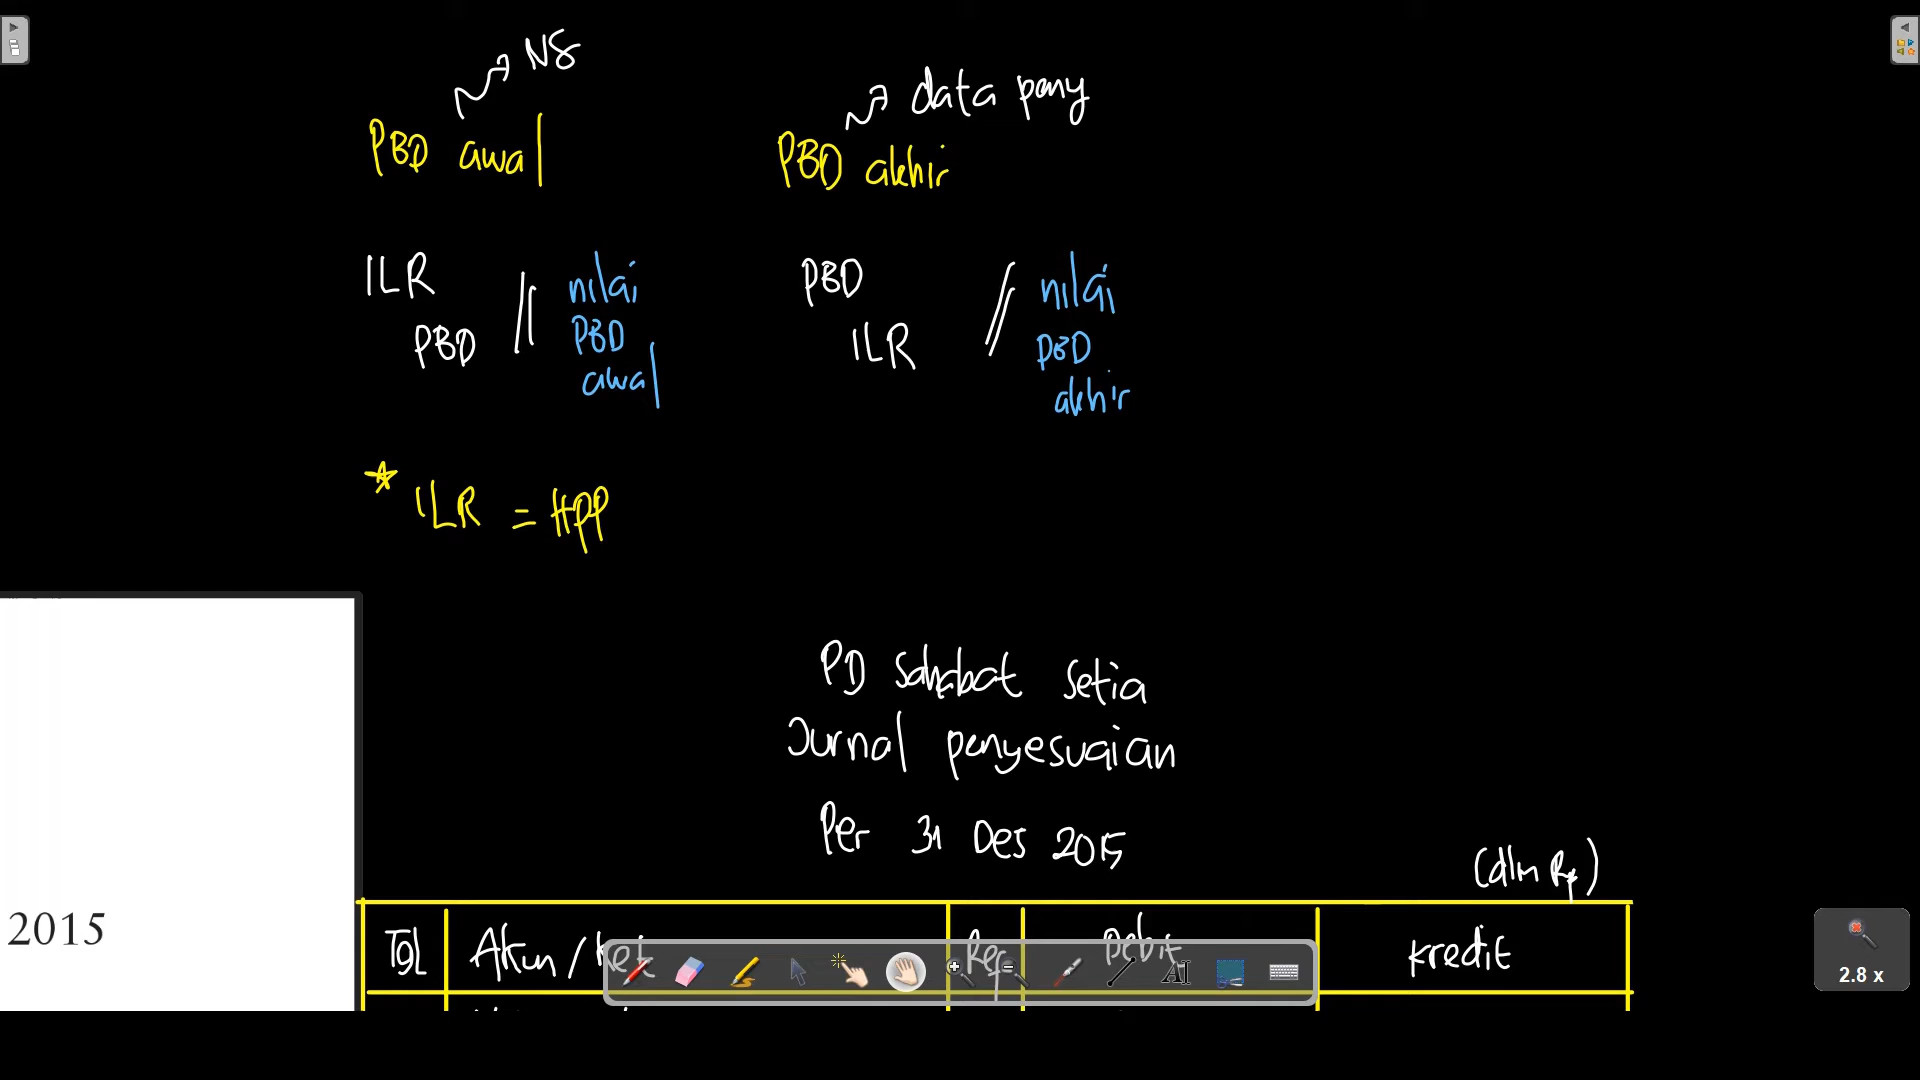 NS
data peny
PBD awal
PBD akhir
ILR
PBD
nilai
PBD
awal
PBD
ILR
nilai
PBD
akhir
* ILR = HPP
PD Sahabat Setia
Jurnal penyesuaian
Per 31 Des 2015
(dlm Rp)
2015
Tgl Akun / Ket Ref Debit Kredit
AI
2.8 x